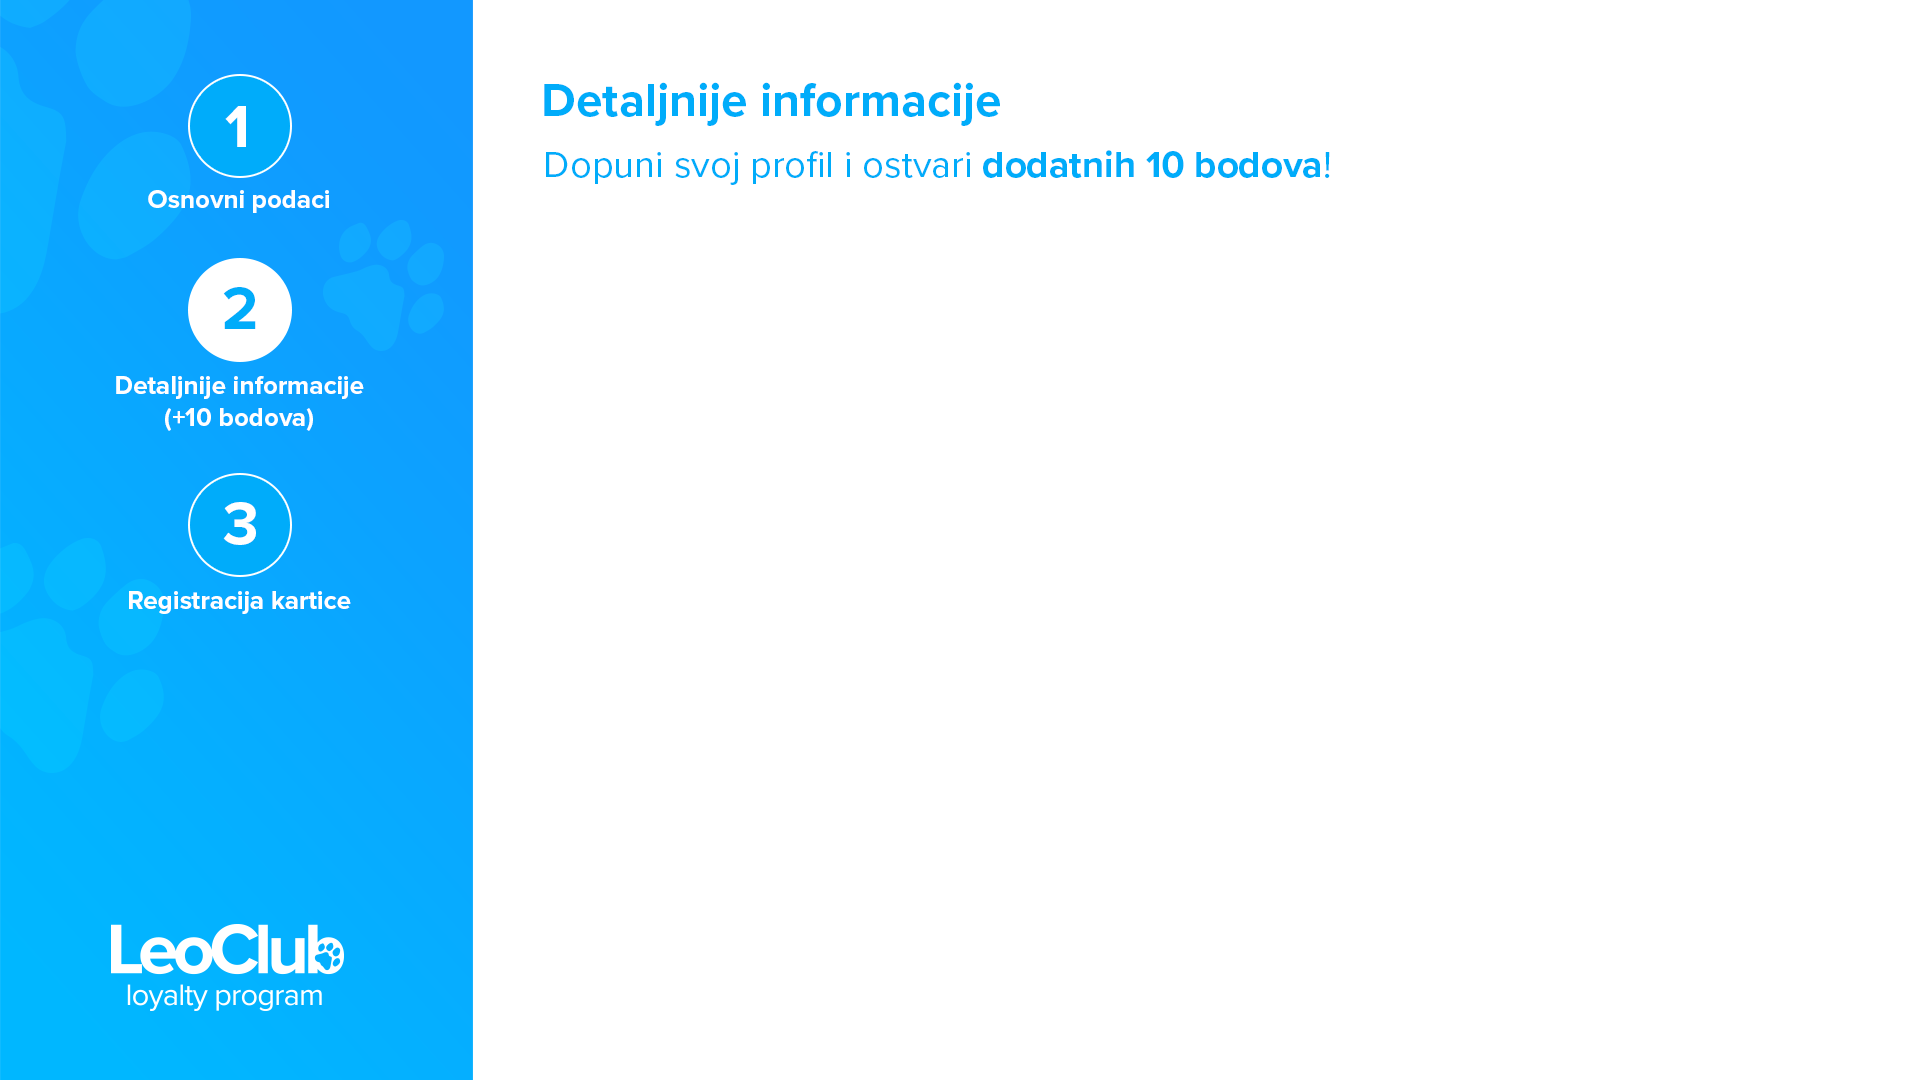 1
Osnovni podaci
2
Detaljnije informacije
(+10 bodova)
3
Registracija kartice
LeoClub
loyalty program
Detaljnije informacije
Dopuni svoj profil i ostvari dodatnih 10 bodova!